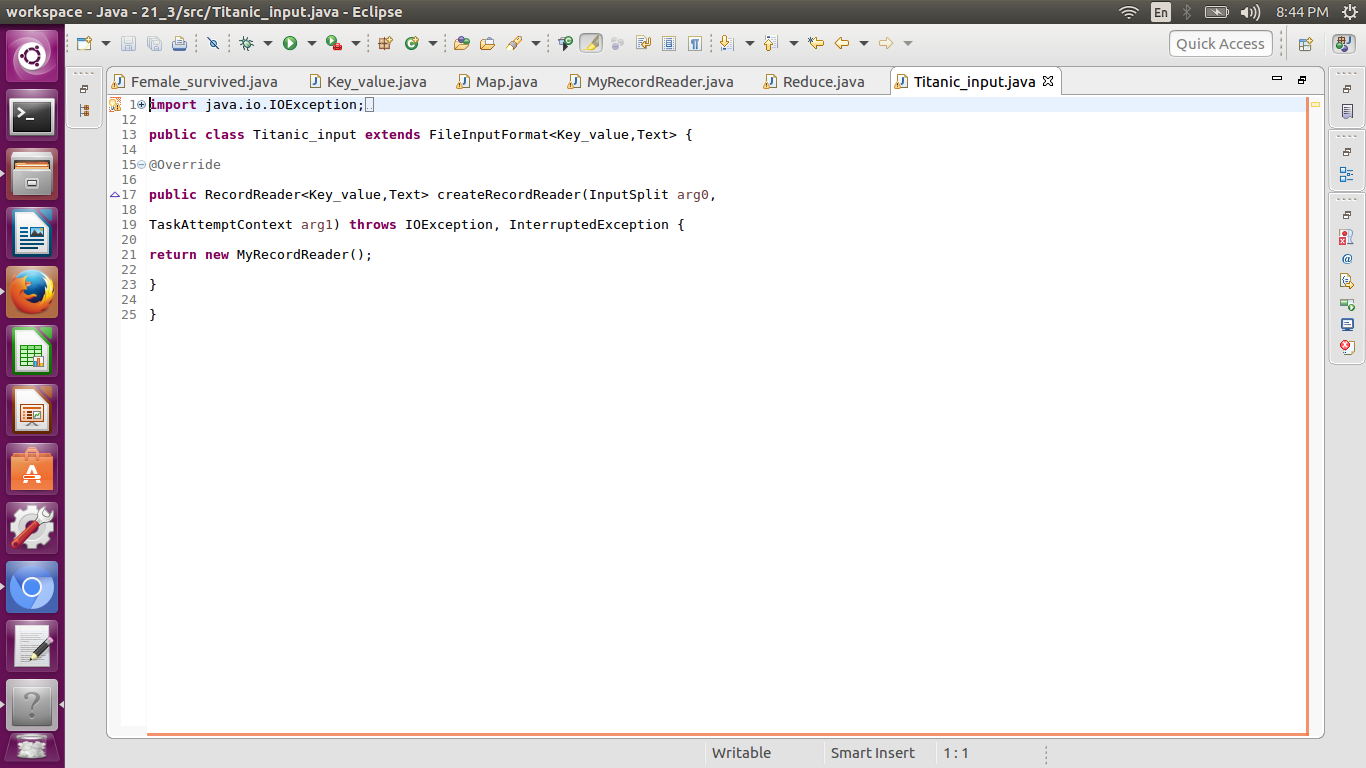 workspace - Java - 21_3/src/Titanic_input.java - Eclipse
En
8:44 PM
Quick Access
Female_survived.java
Key_value.java
Map.java
MyRecordReader.java
Reduce.java
Titanic_input.java
1 import java.io.IOException;
12
13 public class Titanic_input extends FileInputFormat<Key_value,Text> {
14
15 @Override
16
17 public RecordReader<Key_value,Text> createRecordReader(InputSplit arg0,
18
19 TaskAttemptContext arg1) throws IOException, InterruptedException {
20
21 return new MyRecordReader();
22
23 }
24
25 }
Writable
Smart Insert
1 : 1